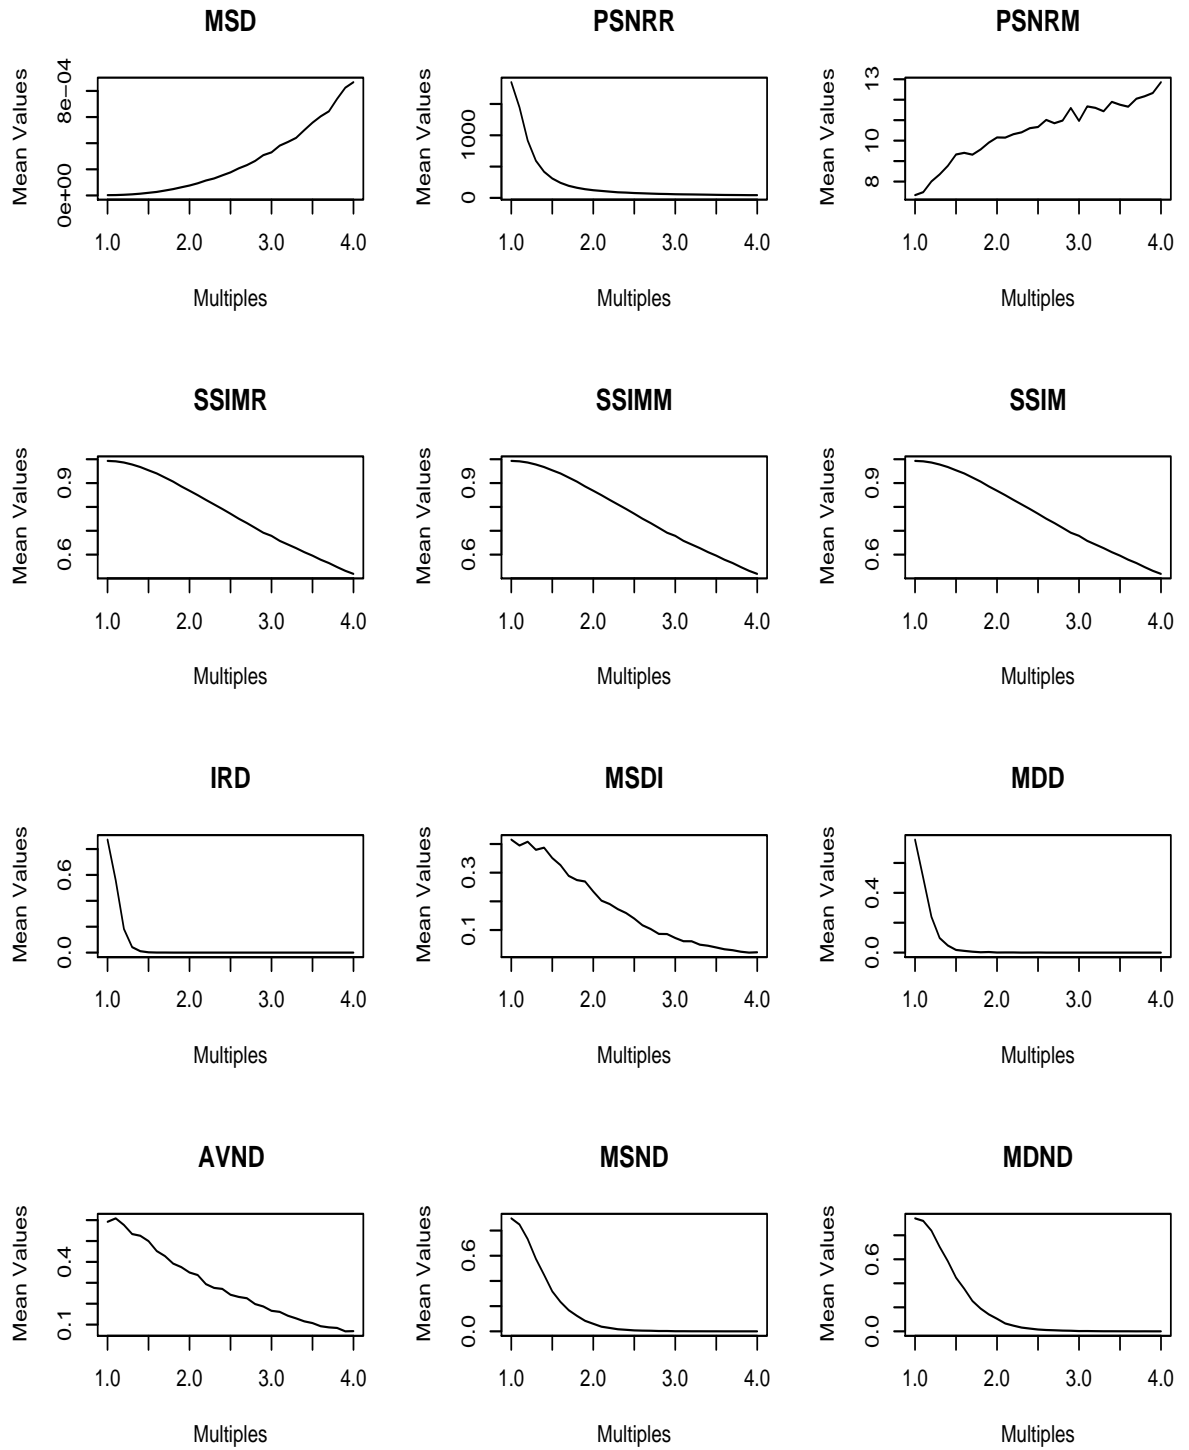 MSD PSNRR PSNRM
Mean Values Mean Values Mean Values
8e−04 1000 13
10
0e+00 0 8
1.0 2.0 3.0 4.0 1.0 2.0 3.0 4.0 1.0 2.0 3.0 4.0
Multiples Multiples Multiples
SSIMR SSIMM SSIM
Mean Values Mean Values Mean Values
0.9 0.9 0.9
0.6 0.6 0.6
1.0 2.0 3.0 4.0 1.0 2.0 3.0 4.0 1.0 2.0 3.0 4.0
Multiples Multiples Multiples
IRD MSDI MDD
Mean Values Mean Values Mean Values
0.6 0.3 0.4
0.0 0.1 0.0
1.0 2.0 3.0 4.0 1.0 2.0 3.0 4.0 1.0 2.0 3.0 4.0
Multiples Multiples Multiples
AVND MSND MDND
Mean Values Mean Values Mean Values
0.4 0.6 0.6
0.1 0.0 0.0
1.0 2.0 3.0 4.0 1.0 2.0 3.0 4.0 1.0 2.0 3.0 4.0
Multiples Multiples Multiples